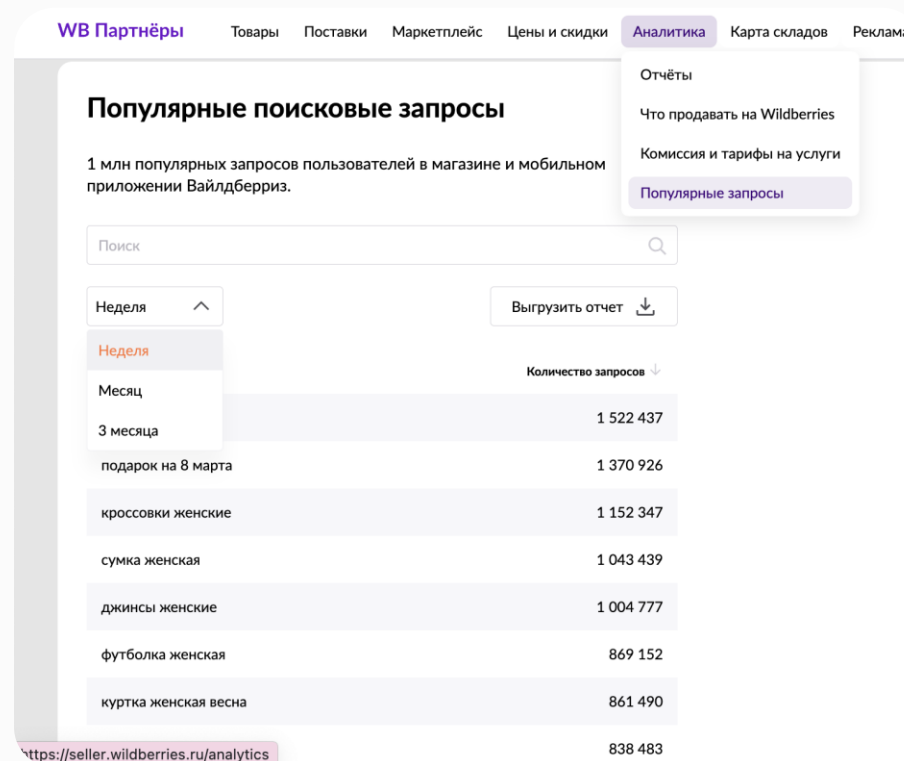 WB Партнёры
Товары
Поставки
Маркетплейс
Цены и скидки
Аналитика
Карта складов
Реклама
Отчёты
Что продавать на Wildberries
Комиссия и тарифы на услуги
Популярные запросы
Популярные поисковые запросы
1 млн популярных запросов пользователей в магазине и мобильном
приложении Вайлдберриз.
Поиск
Неделя
Выгрузить отчет
Неделя
Месяц
3 месяца
Количество запросов
1 522 437
подарок на 8 марта 1 370 926
кроссовки женские 1 152 347
сумка женская 1 043 439
джинсы женские 1 004 777
футболка женская 869 152
куртка женская весна 861 490
838 483
https://seller.wildberries.ru/analytics